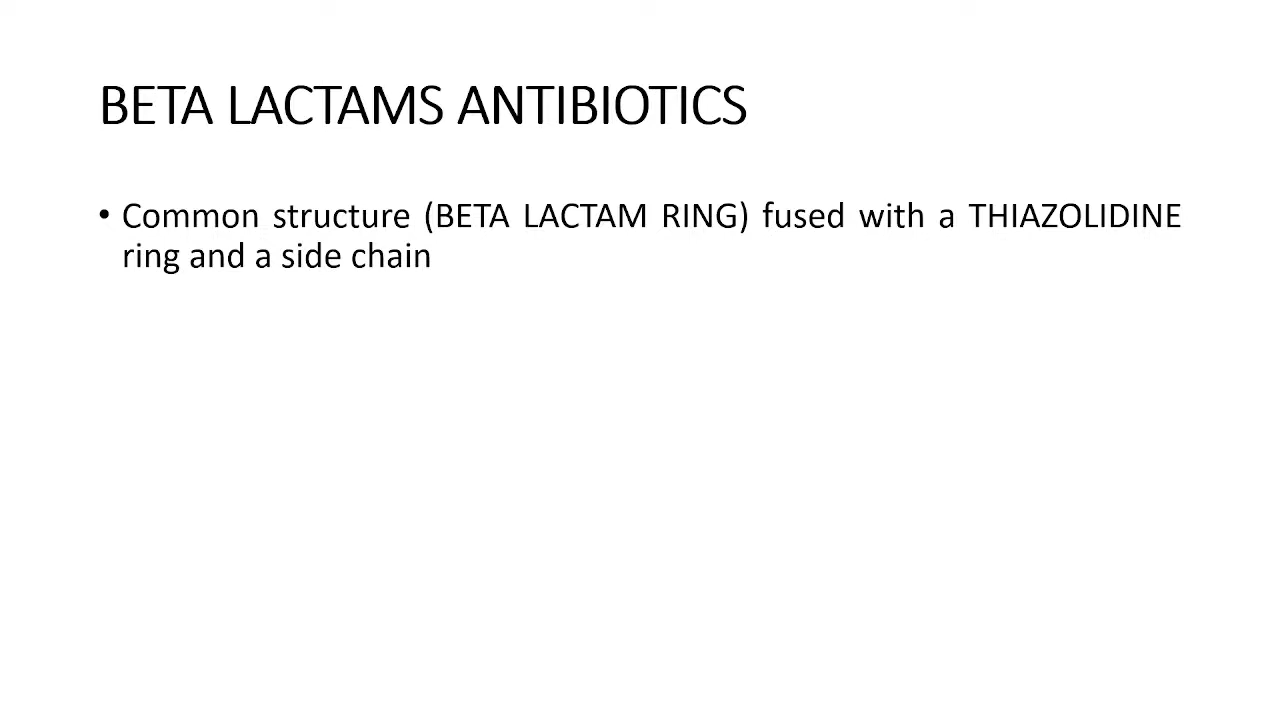 BETA LACTAMS ANTIBIOTICS
• Common structure (BETA LACTAM RING) fused with a THIAZOLIDINE
ring and a side chain